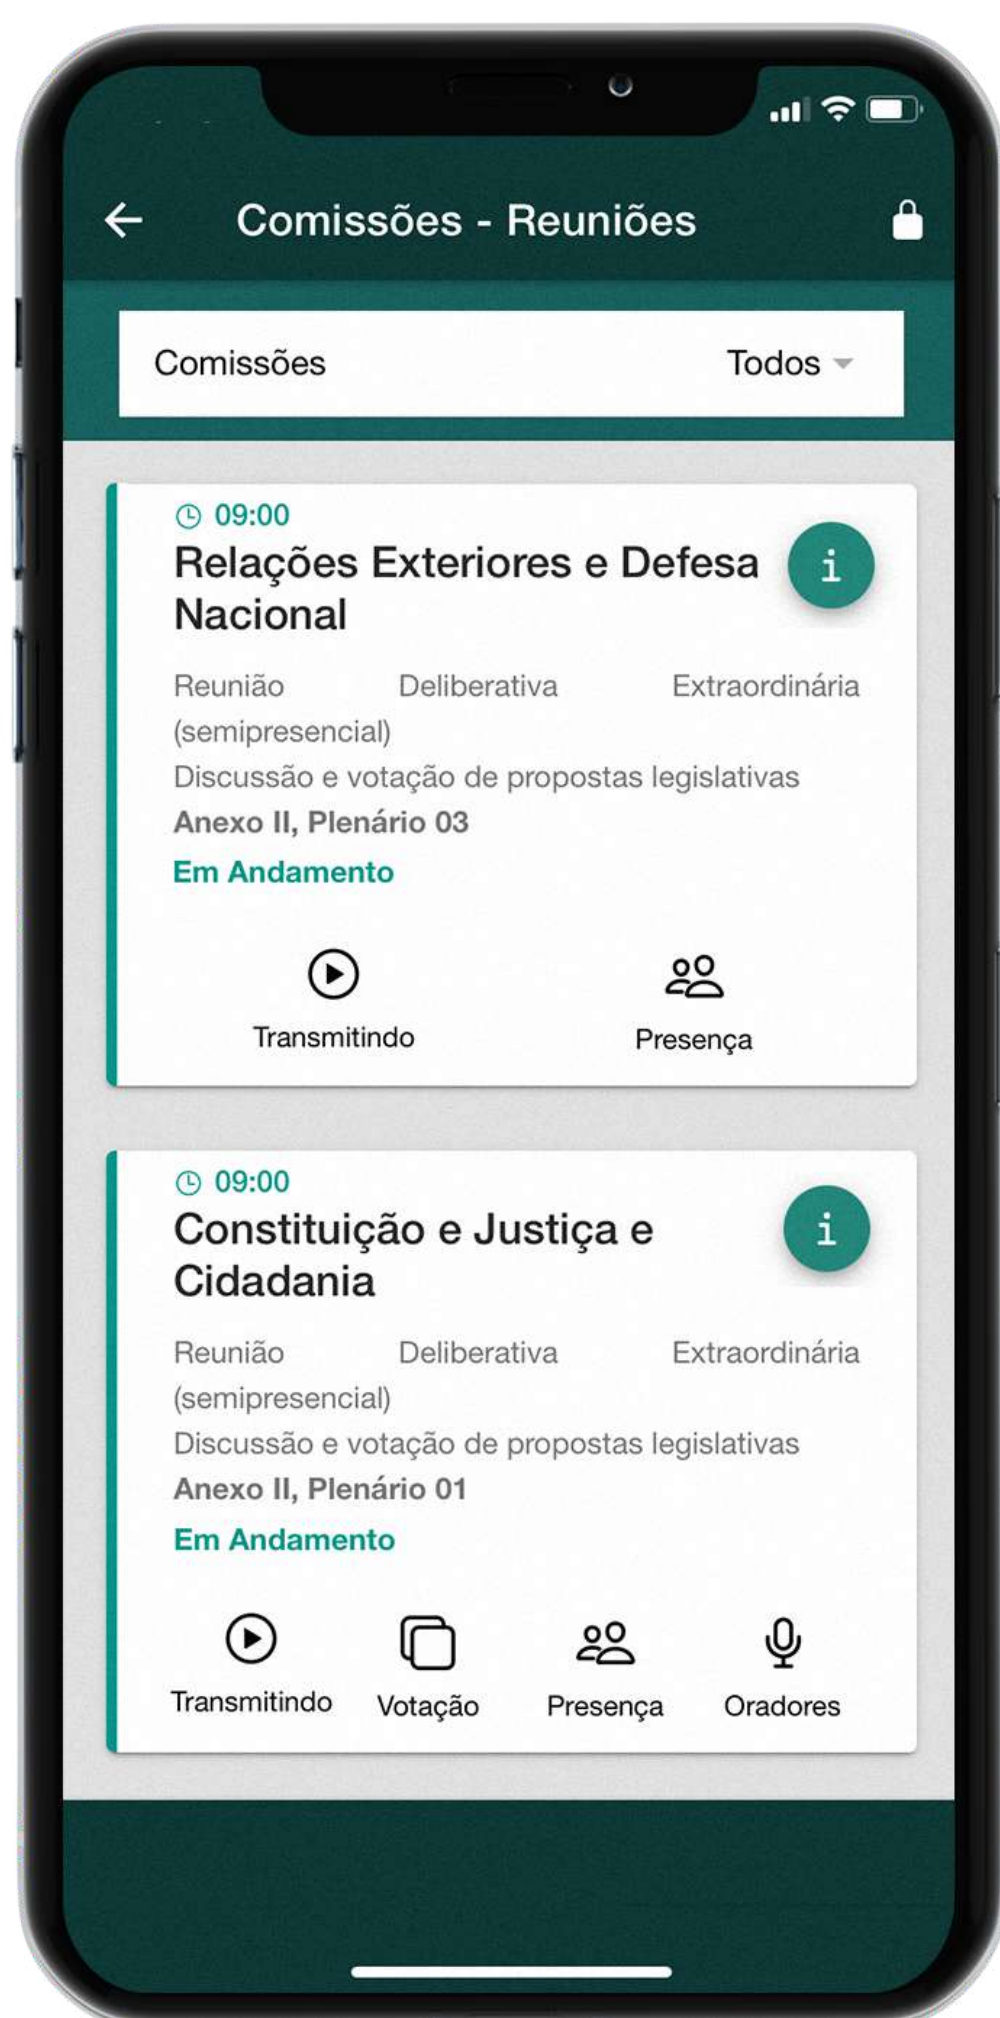 Comissões - Reuniões
Comissões Todos
09:00
Relações Exteriores e Defesa
Nacional
i
Reunião Deliberativa Extraordinária
(semipresencial)
Discussão e votação de propostas legislativas
Anexo II, Plenário 03
Em Andamento
Transmitindo Presença
09:00
Constituição e Justiça e
Cidadania
i
Reunião Deliberativa Extraordinária
(semipresencial)
Discussão e votação de propostas legislativas
Anexo II, Plenário 01
Em Andamento
Transmitindo Votação Presença Oradores